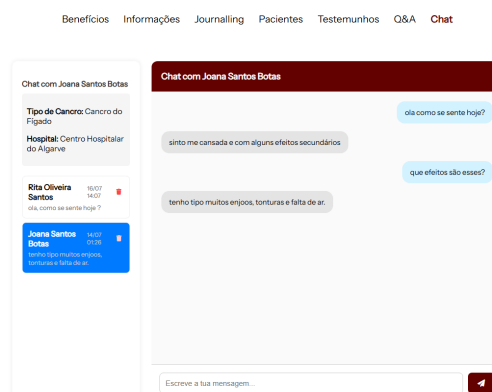 Benefícios Informações Journalling Pacientes Testemunhos Q&A Chat
Chat com Joana Santos Botas
Tipo de Cancro: Cancro do
Fígado
Hospital: Centro Hospitalar
do Algarve
Rita Oliveira
Santos
16/07
14:07
ola, como se sente hoje ?
Joana Santos
Botas
14/07
01:26
tenho tipo muitos enjoos,
tonturas e falta de ar.
Chat com Joana Santos Botas
ola como se sente hoje?
sinto me cansada e com alguns efeitos secundários
que efeitos são esses?
tenho tipo muitos enjoos, tonturas e falta de ar.
Escreve a tua mensagem...